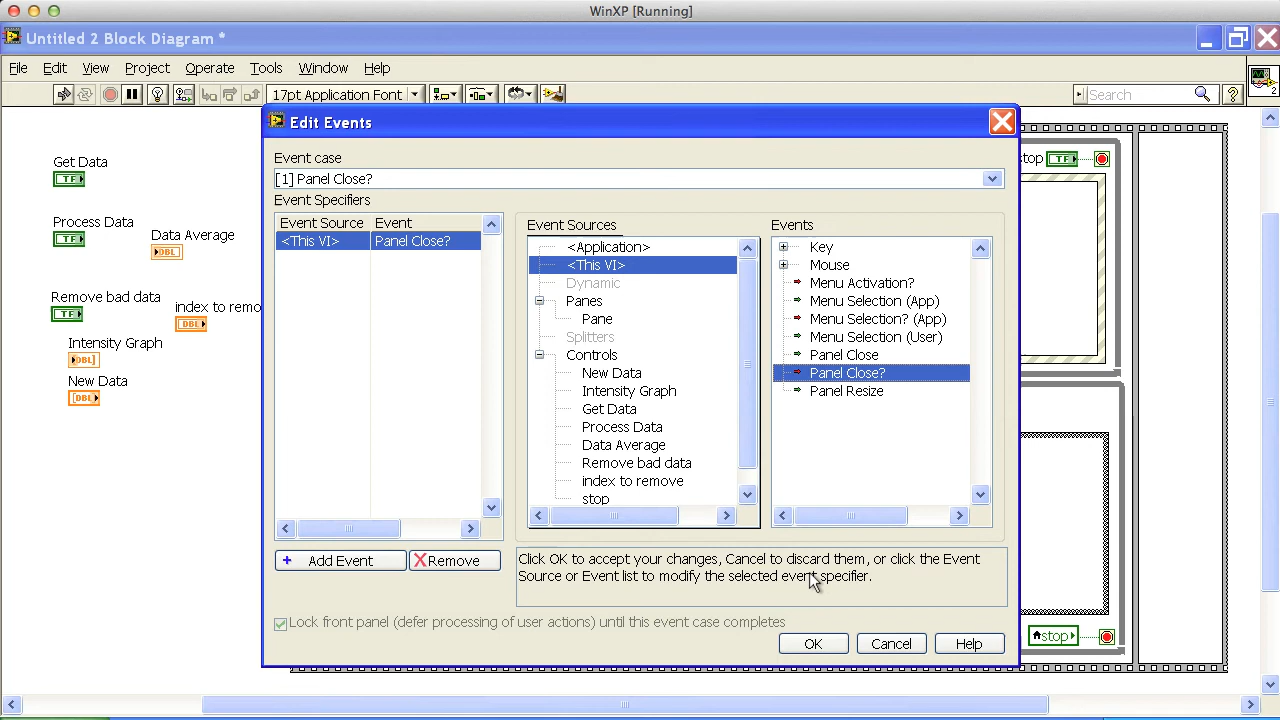 WinXP [Running]
Untitled 2 Block Diagram *
File Edit View Project Operate Tools Window Help
17pt Application Font
Search
2
Edit Events
Event case
[1] Panel Close?
Event Specifiers
Event Source Event
<This VI> Panel Close?
Event Sources
<Application>
<This VI>
Dynamic
Panes
Pane
Splitters
Controls
New Data
Intensity Graph
Get Data
Process Data
Data Average
Remove bad data
index to remove
stop
Events
Key
Mouse
Menu Activation?
Menu Selection (App)
Menu Selection? (App)
Menu Selection (User)
Panel Close
Panel Close?
Panel Resize
+ Add Event
Remove
Click OK to accept your changes, Cancel to discard them, or click the Event
Source or Event list to modify the selected event specifier.
Lock front panel (defer processing of user actions) until this event case completes
OK Cancel Help
Get Data
TF
Process Data
TF
Data Average
DBL
Remove bad data
TF
index to remo
DBL
Intensity Graph
DBL]
New Data
[DBL]
top TF
stop